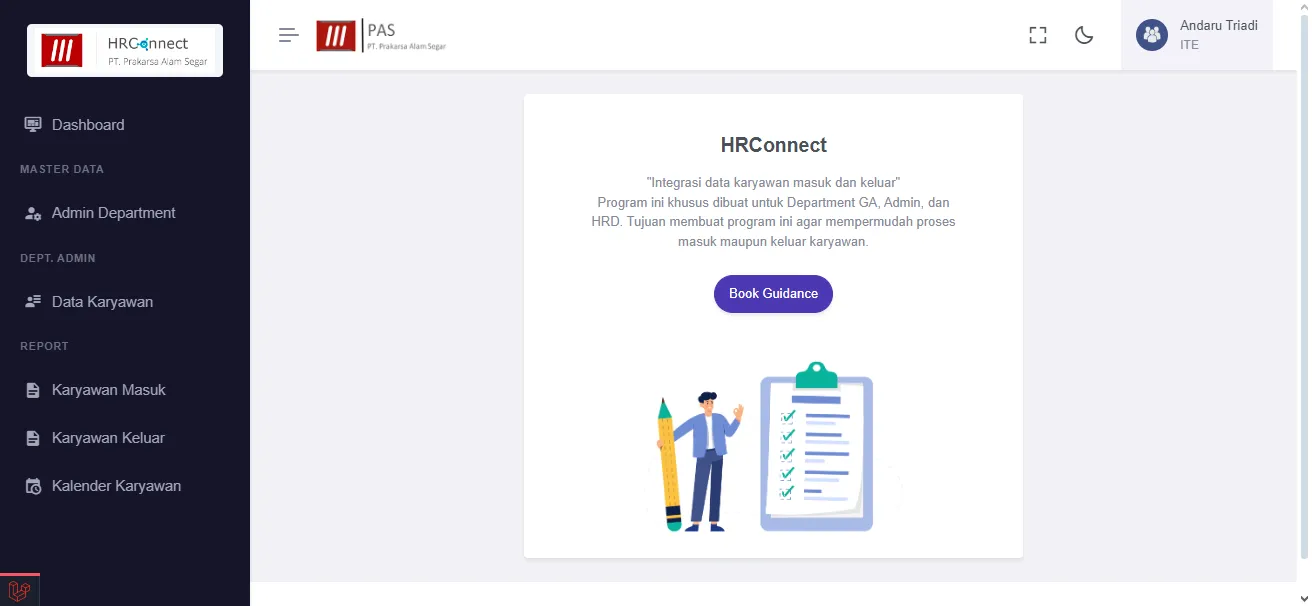 HRConnect
PT. Prakarsa Alam Segar
Dashboard
MASTER DATA
Admin Department
DEPT. ADMIN
Data Karyawan
REPORT
Karyawan Masuk
Karyawan Keluar
Kalender Karyawan
PAS
PT. Prakarsa Alam Segar
Andaru Triadi
ITE
HRConnect
"Integrasi data karyawan masuk dan keluar"
Program ini khusus dibuat untuk Department GA, Admin, dan
HRD. Tujuan membuat program ini agar mempermudah proses
masuk maupun keluar karyawan.
Book Guidance